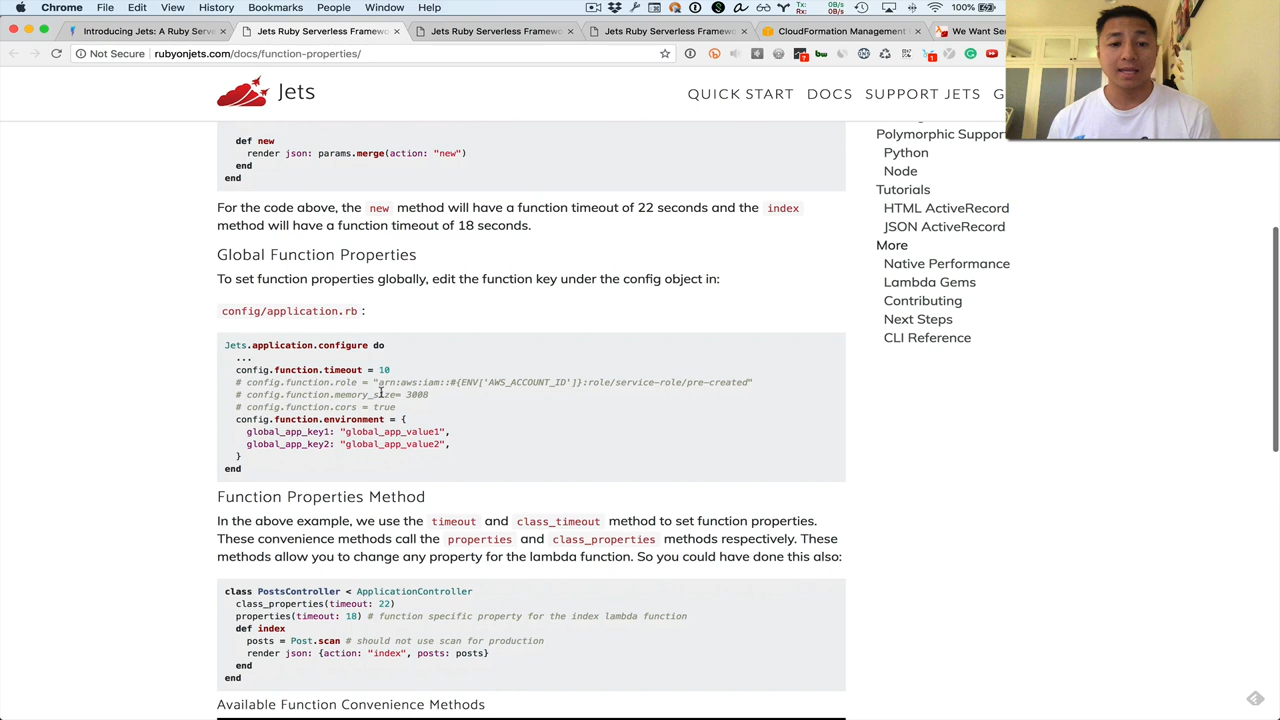 Chrome File Edit View History Bookmarks People Window Help
Tx: 0B/s
Rx: 0B/s
100%
Introducing Jets: A Ruby Serve
Jets Ruby Serverless Framewo
Jets Ruby Serverless Framewo
Jets Ruby Serverless Framewo
CloudFormation Management
We Want Se
Not Secure rubyonjets.com/docs/function-properties/
Jets
QUICK START DOCS SUPPORT JETS G
def new
render json: params.merge(action: "new")
end
end
For the code above, the new method will have a function timeout of 22 seconds and the index
method will have a function timeout of 18 seconds.
Global Function Properties
To set function properties globally, edit the function key under the config object in:
config/application.rb :
Jets.application.configure do
...
config.function.timeout = 10
# config.function.role = "arn:aws:iam::#{ENV['AWS_ACCOUNT_ID']}:role/service-role/pre-created"
# config.function.memory_size= 3008
# config.function.cors = true
config.function.environment = {
global_app_key1: "global_app_value1",
global_app_key2: "global_app_value2",
}
end
Function Properties Method
In the above example, we use the timeout and class_timeout method to set function properties.
These convenience methods call the properties and class_properties methods respectively. These
methods allow you to change any property for the lambda function. So you could have done this also:
class PostsController < ApplicationController
class_properties(timeout: 22)
properties(timeout: 18) # function specific property for the index lambda function
def index
posts = Post.scan # should not use scan for production
render json: {action: "index", posts: posts}
end
end
Available Function Convenience Methods
Polymorphic Suppor
Python
Node
Tutorials
HTML ActiveRecord
JSON ActiveRecord
More
Native Performance
Lambda Gems
Contributing
Next Steps
CLI Reference